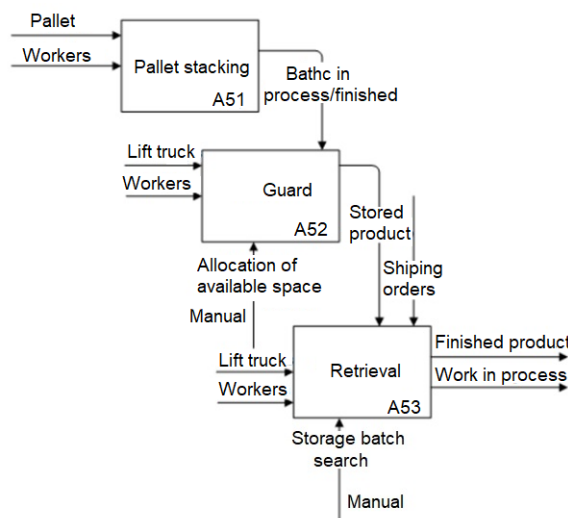 Pallet
Workers
Pallet stacking
A51
Bathc in
process/finished
Lift truck
Workers
Guard
A52
Stored
product
Shiping
orders
Allocation of
available space
Manual
Lift truck
Workers
Retrieval
A53
Finished product
Work in process
Storage batch
search
Manual